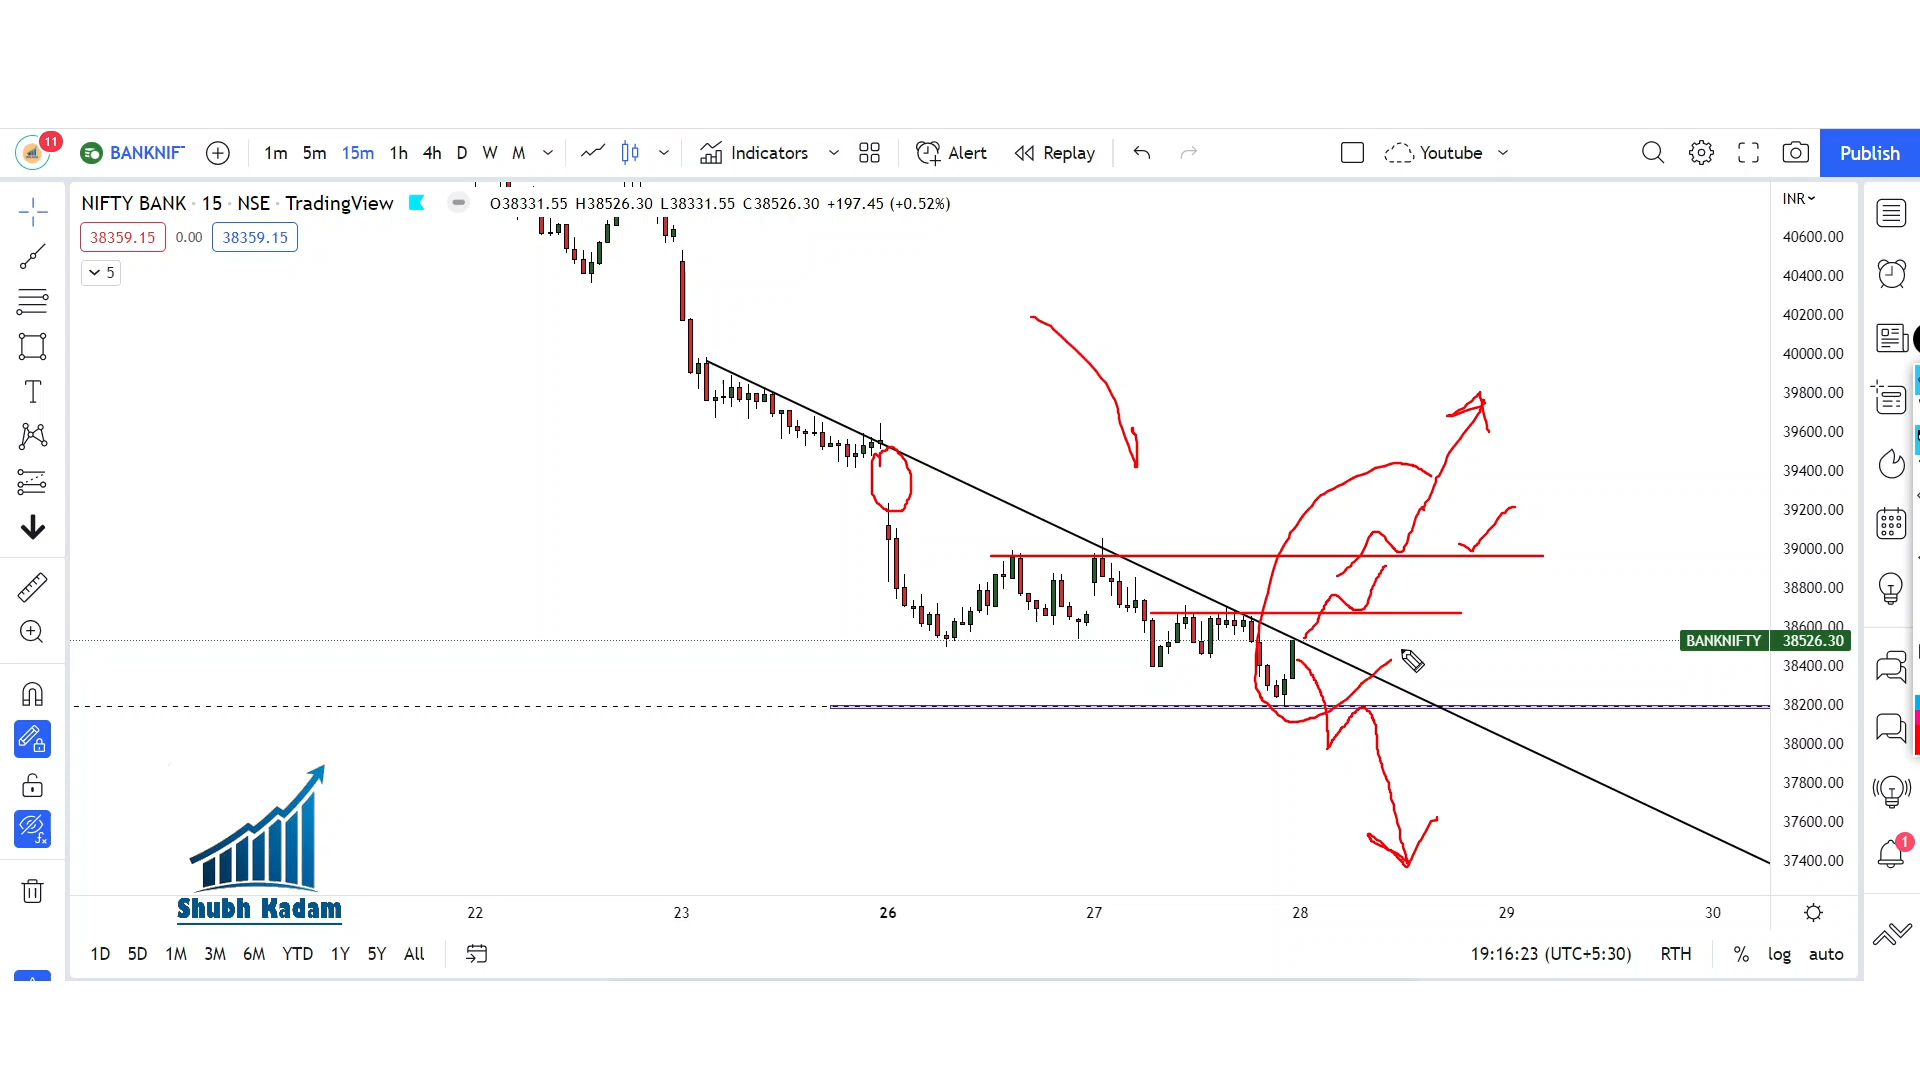 11 BANKNIF 1m 5m 15m 1h 4h D W M Indicators Alert Replay Youtube Publish
NIFTY BANK · 15 · NSE · TradingView O38331.55 H38526.30 L38331.55 C38526.30 +197.45 (+0.52%) INR
38359.15 0.00 38359.15
5
40600.00
40400.00
40200.00
40000.00
39800.00
39600.00
39400.00
39200.00
39000.00
38800.00
38600.00
BANKNIFTY 38526.30
38400.00
38200.00
38000.00
37800.00
37600.00
37400.00
1
Shubh Kadam
22 23 26 27 28 29 30
1D 5D 1M 3M 6M YTD 1Y 5Y All 19:16:23 (UTC+5:30) RTH % log auto